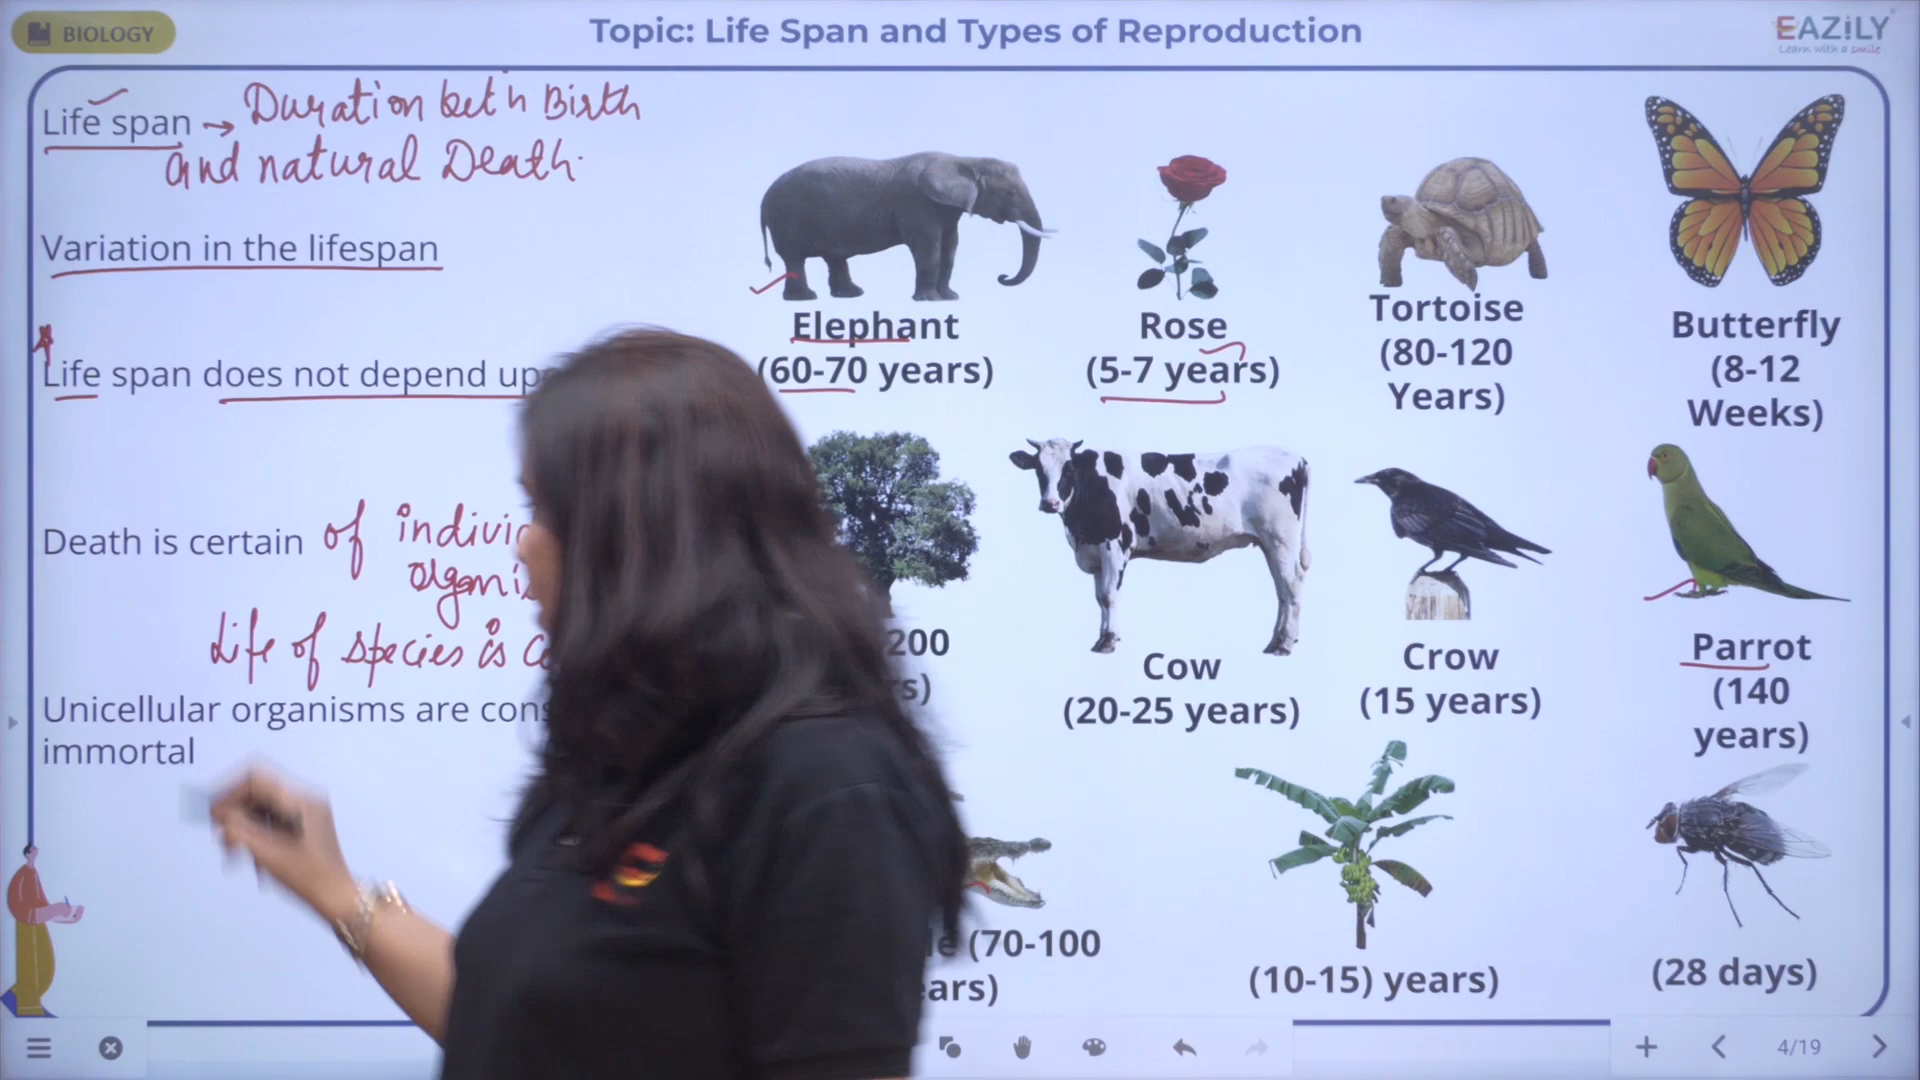 BIOLOGY
Topic: Life Span and Types of Reproduction
EAZiLY
Learn with a smile
Life span → Duration betn Birth
and natural Death.
Variation in the lifespan
Life span does not depend up
Death is certain of indivi
organi
Life of species is
Unicellular organisms are con
immortal
Elephant
(60-70 years)
Rose
(5-7 years)
Tortoise
(80-120
Years)
Butterfly
(8-12
Weeks)
200
Cow
(20-25 years)
Crow
(15 years)
Parrot
(140
years)
(70-100
ears)
(10-15) years)
(28 days)
4/19